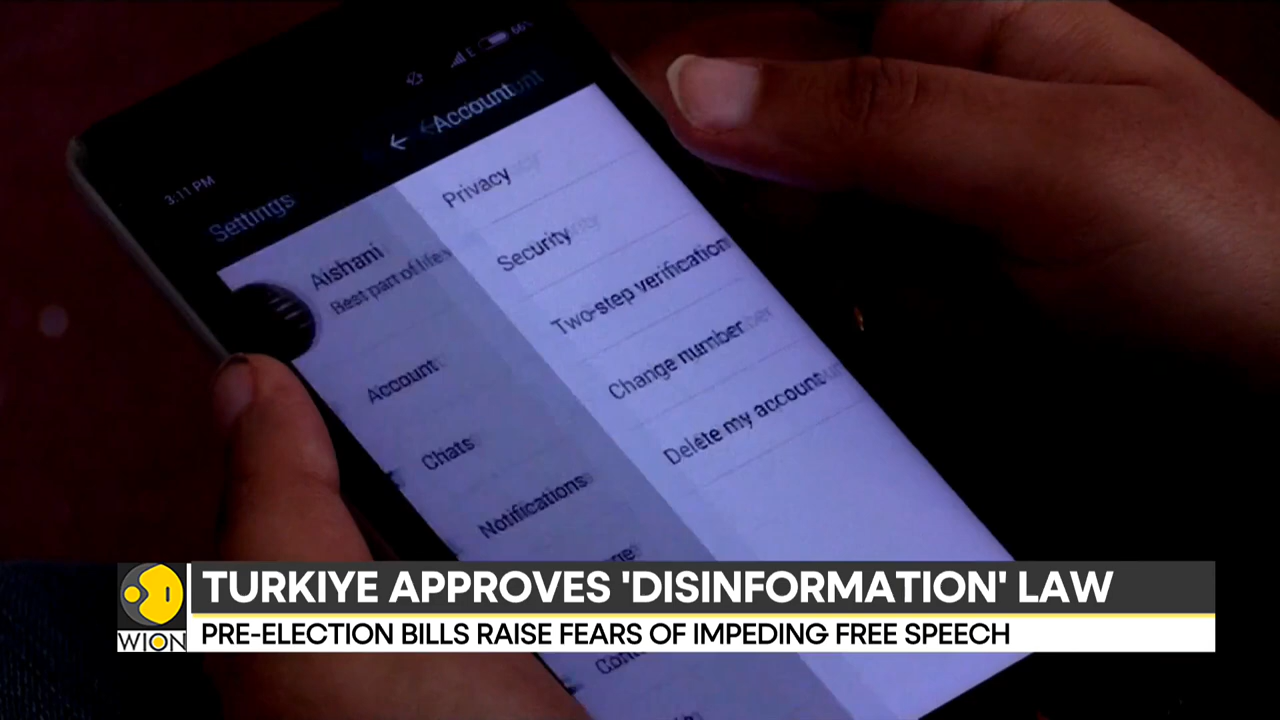 66%
3:11 PM
← Account
Settings
Privacy
Security
Two-step verification
Change number
Delete my account
Aishani
Best part of life
Account
Chats
Notifications
TURKIYE APPROVES 'DISINFORMATION' LAW
PRE-ELECTION BILLS RAISE FEARS OF IMPEDING FREE SPEECH
WION